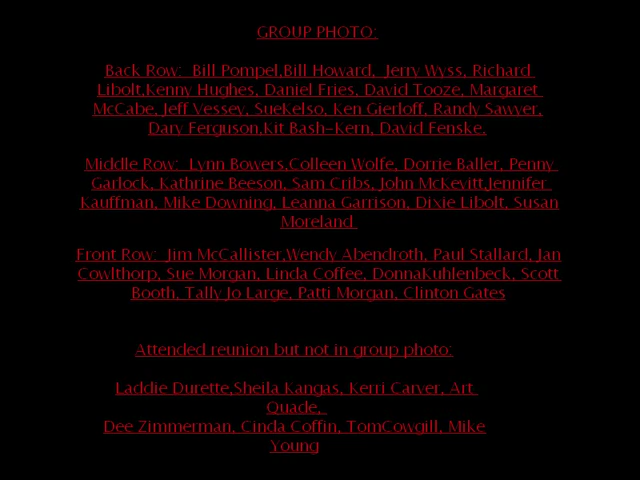 GROUP PHOTO:
Back Row:  Bill Pompel,Bill Howard,  Jerry Wyss, Richard
Libolt,Kenny Hughes, Daniel Fries, David Tooze, Margaret
McCabe, Jeff Vessey, SueKelso, Ken Gierloff, Randy Sawyer,
Dary Ferguson,Kit Bash-Kern, David Fenske,
Middle Row:  Lynn Bowers,Colleen Wolfe, Dorrie Baller, Penny
Garlock, Kathrine Beeson, Sam Cribs, John McKevitt,Jennifer
Kauffman, Mike Downing, Leanna Garrison, Dixie Libolt, Susan
Moreland
Front Row:  Jim McCallister,Wendy Abendroth, Paul Stallard, Jan
Cowlthorp, Sue Morgan, Linda Coffee, DonnaKuhlenbeck, Scott
Booth, Tally Jo Large, Patti Morgan, Clinton Gates
Attended reunion but not in group photo:
Laddie Durette,Sheila Kangas, Kerri Carver, Art
Quade,
Dee Zimmerman, Cinda Coffin, TomCowgill, Mike
Young